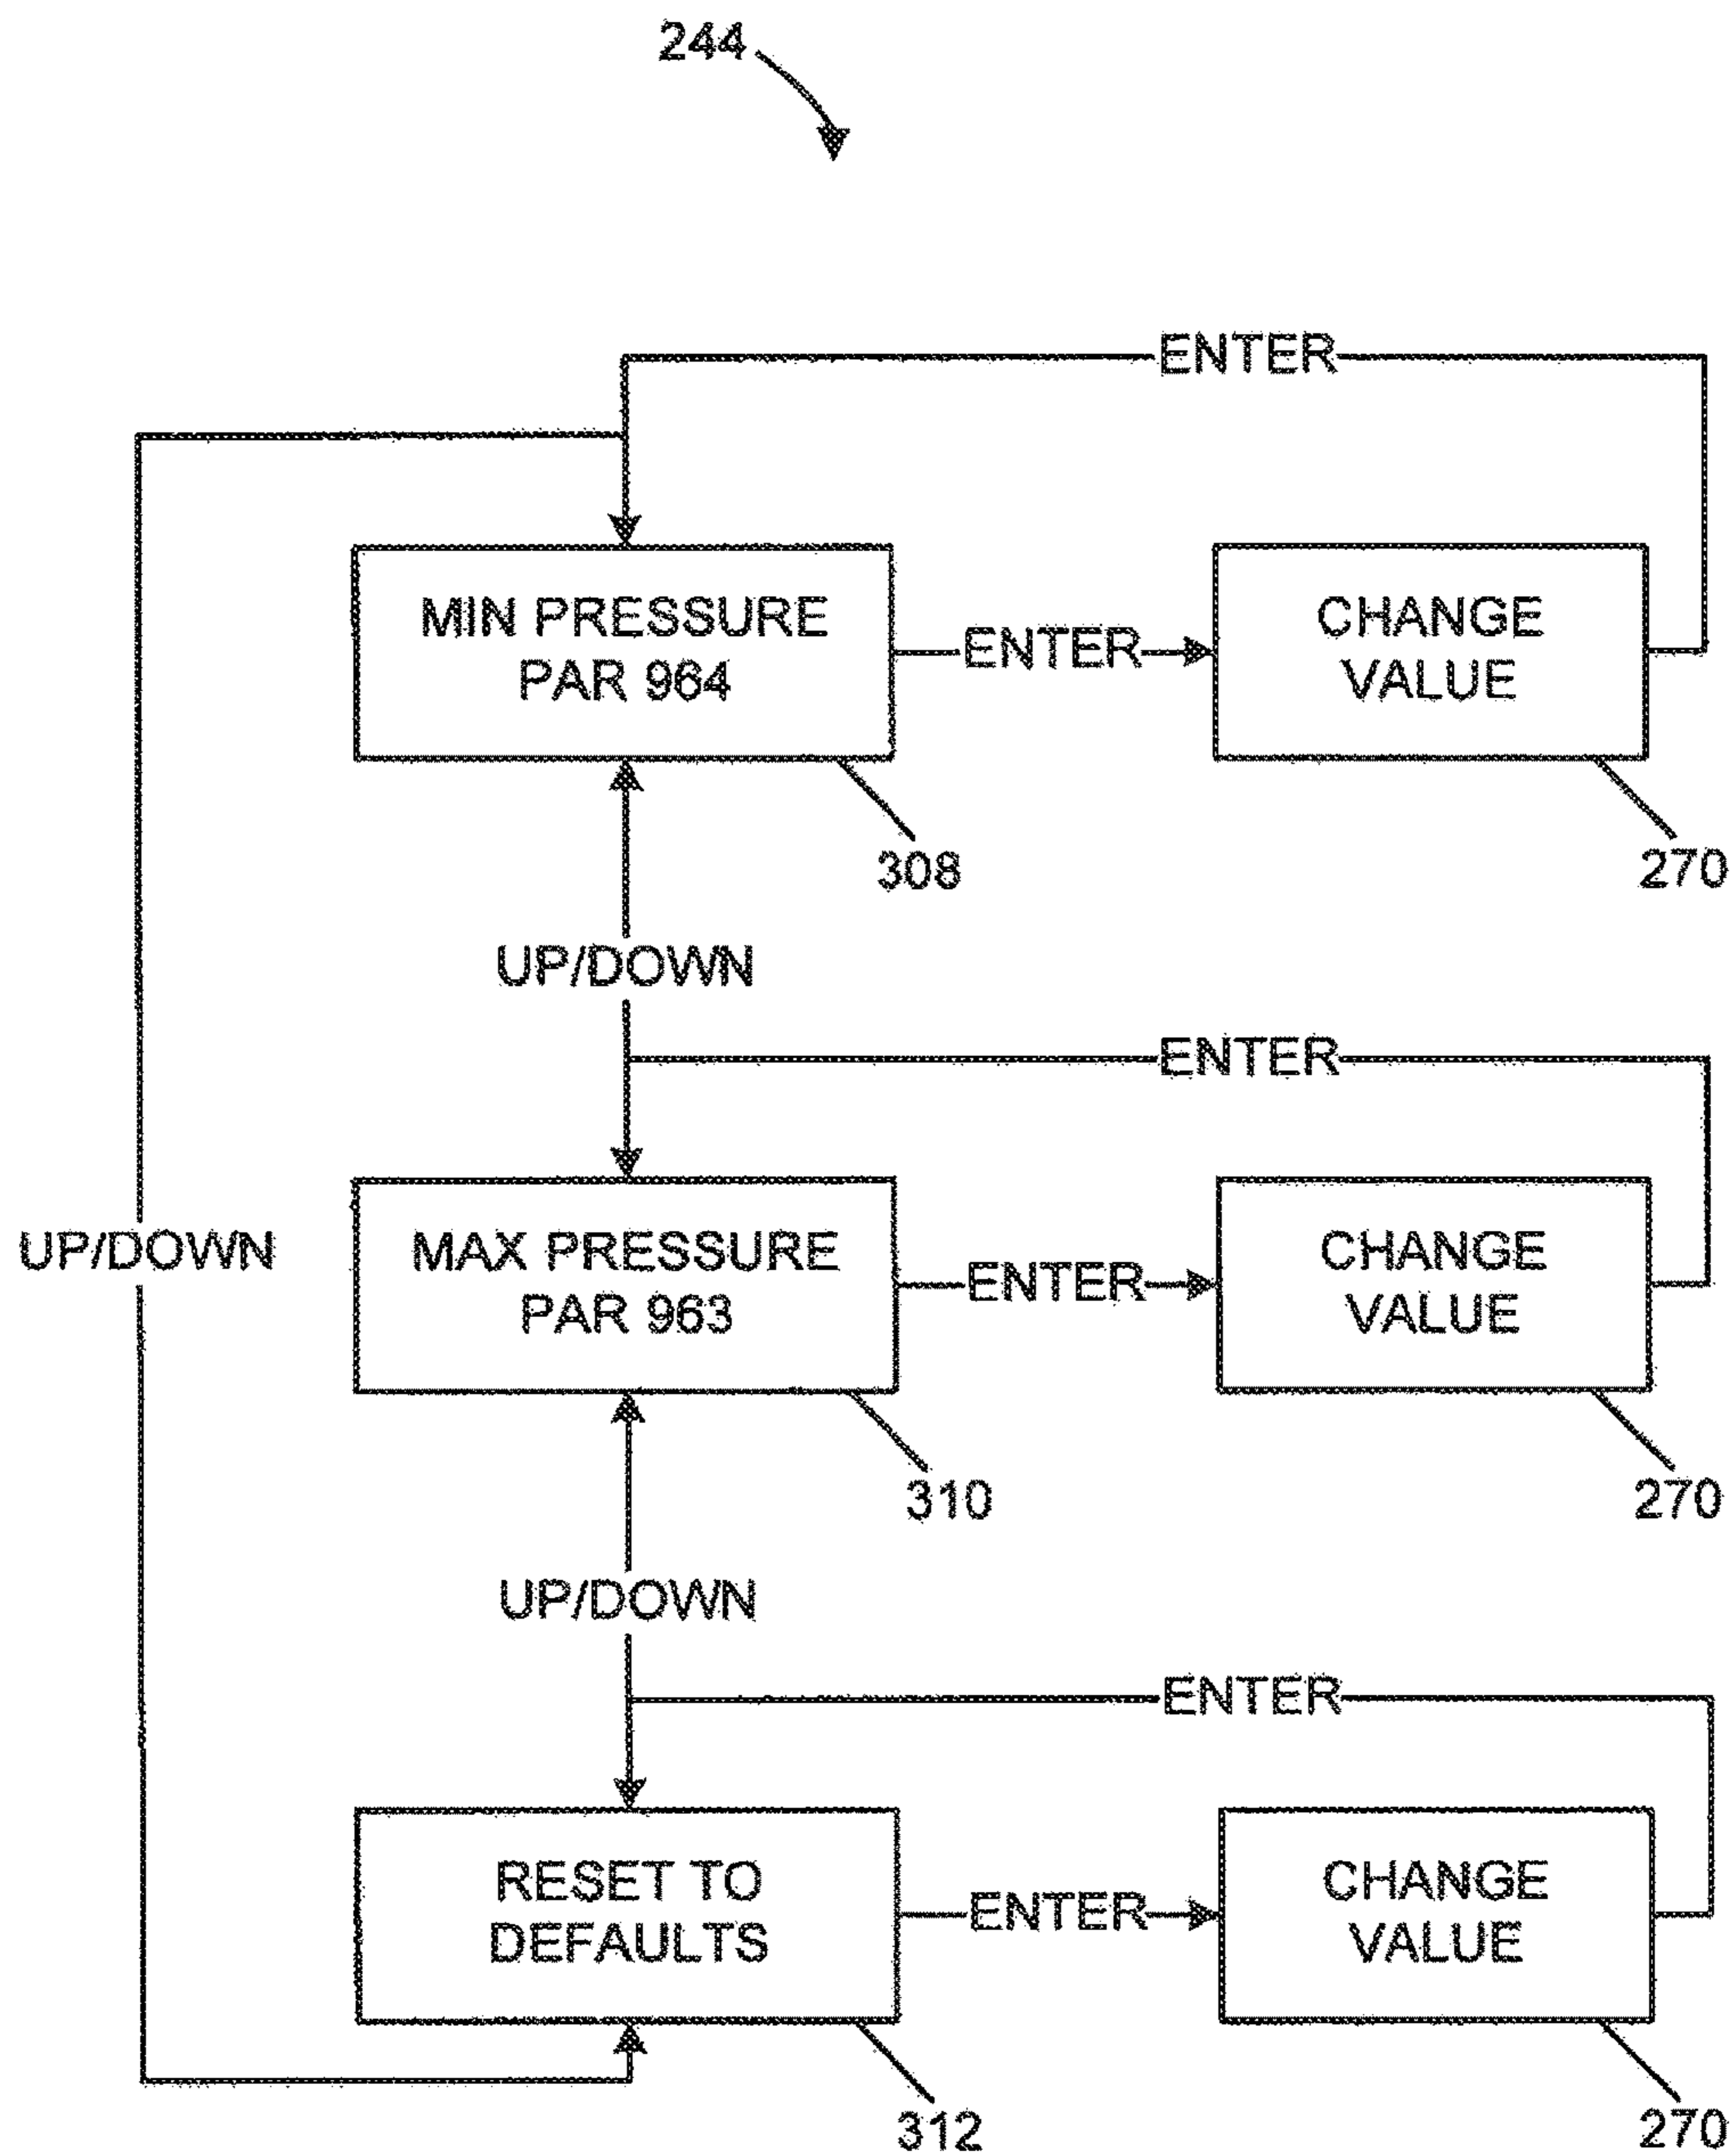 244
ENTER
MIN PRESSURE
PAR 964
ENTER
CHANGE
VALUE
308
270
UP/DOWN
ENTER
UP/DOWN
MAX PRESSURE
PAR 963
ENTER
CHANGE
VALUE
310
270
UP/DOWN
ENTER
RESET TO
DEFAULTS
ENTER
CHANGE
VALUE
312
270